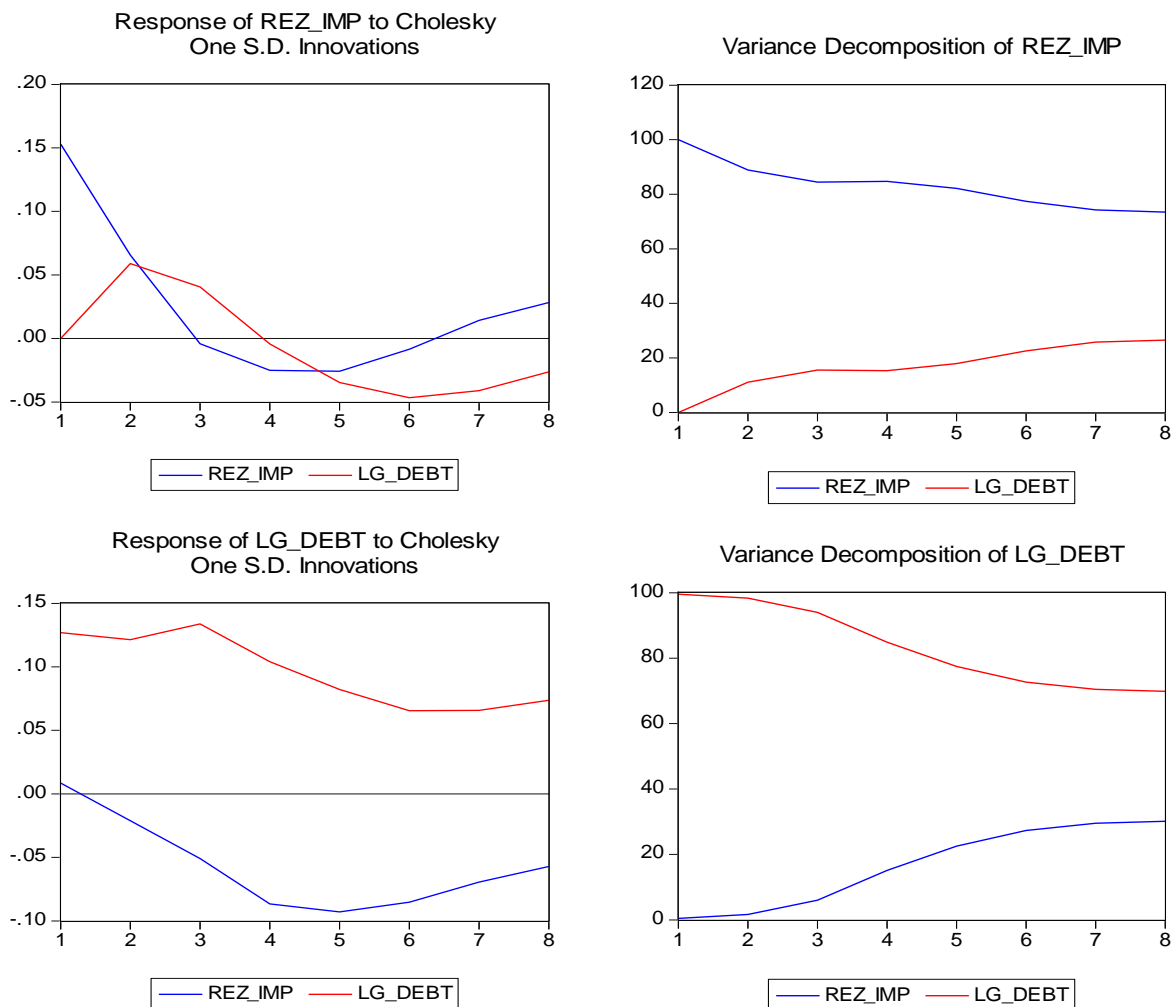 Response of REZ_IMP to Cholesky
One S.D. Innovations
.20
.15
.10
.05
.00
-.05
1 2 3 4 5 6 7 8
REZ_IMP LG_DEBT
Variance Decomposition of REZ_IMP
120
100
80
60
40
20
0
1 2 3 4 5 6 7 8
REZ_IMP LG_DEBT
Response of LG_DEBT to Cholesky
One S.D. Innovations
.15
.10
.05
.00
-.05
-.10
1 2 3 4 5 6 7 8
REZ_IMP LG_DEBT
Variance Decomposition of LG_DEBT
100
80
60
40
20
0
1 2 3 4 5 6 7 8
REZ_IMP LG_DEBT